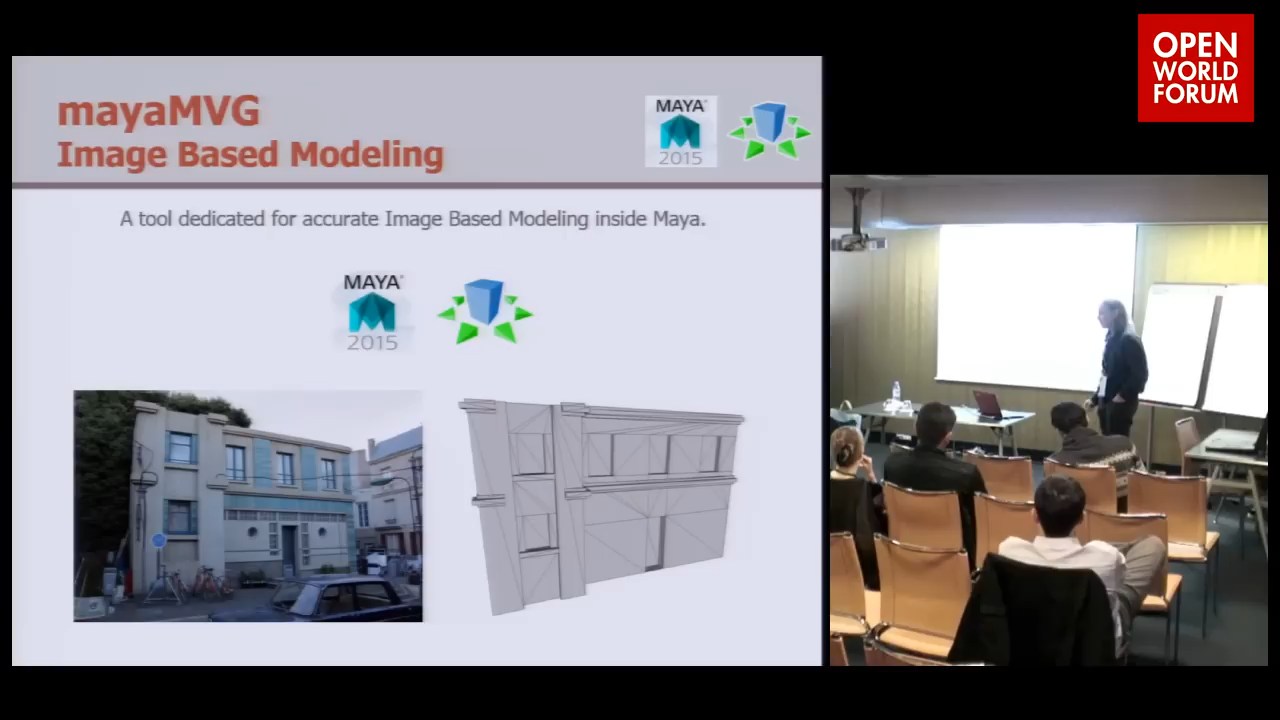 OPEN
WORLD
FORUM
mayaMVG
Image Based Modeling
MAYA
2015
A tool dedicated for accurate Image Based Modeling inside Maya.
MAYA
2015